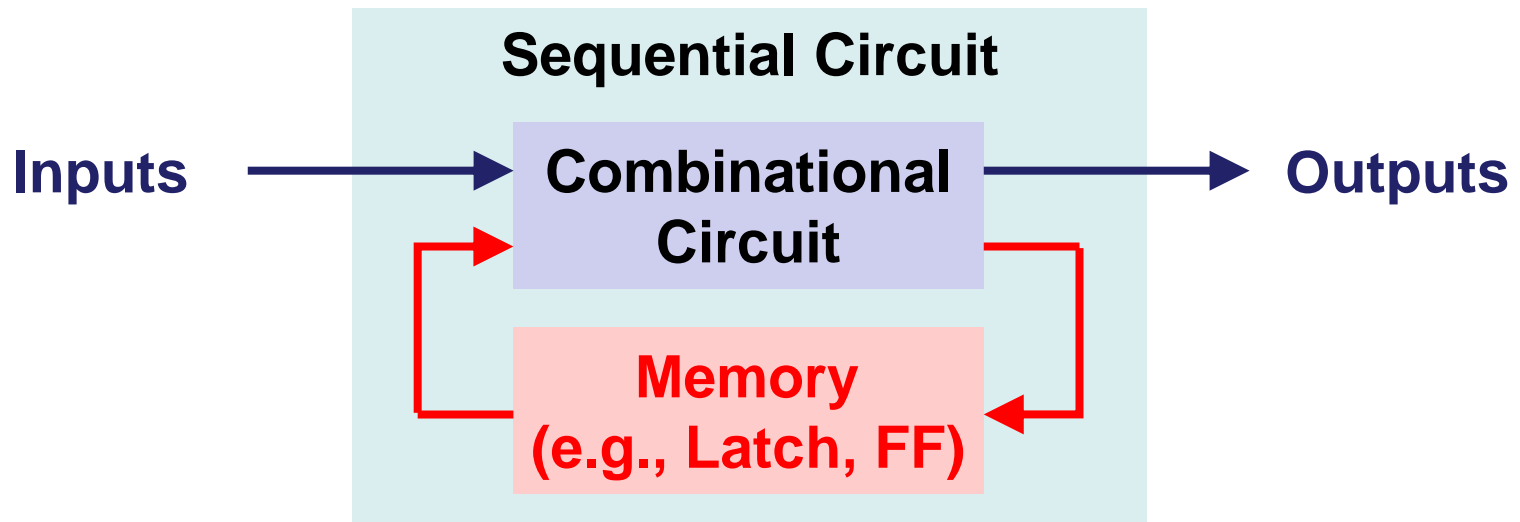 Sequential Circuit
Inputs
Combinational
Circuit
Outputs
Memory
(e.g., Latch, FF)